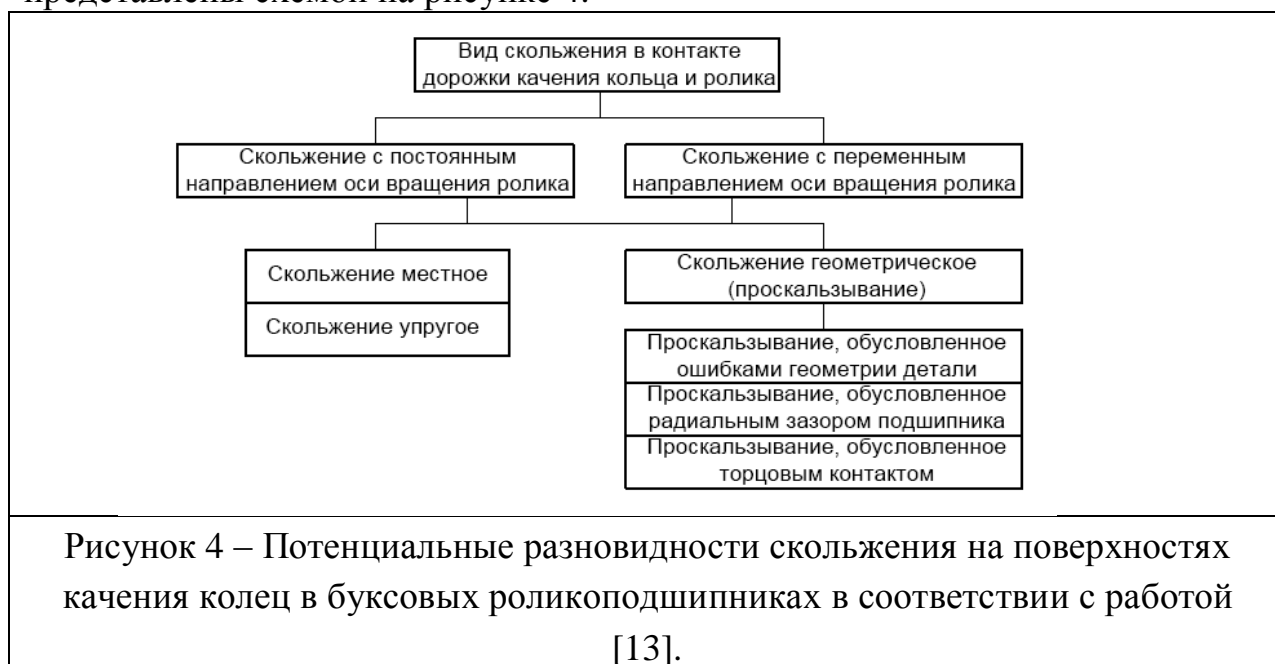 представлены схемой на рисунке 4.
Вид скольжения в контакте
дорожки качения кольца и ролика
Скольжение с постоянным
направлением оси вращения ролика
Скольжение с переменным
направлением оси вращения ролика
Скольжение местное
Скольжение упругое
Скольжение геометрическое
(проскальзывание)
Проскальзывание, обусловленное
ошибками геометрии детали
Проскальзывание, обусловленное
радиальным зазором подшипника
Проскальзывание, обусловленное
торцовым контактом
Рисунок 4 – Потенциальные разновидности скольжения на поверхностях
качения колец в буксовых роликоподшипниках в соответствии с работой
[13].